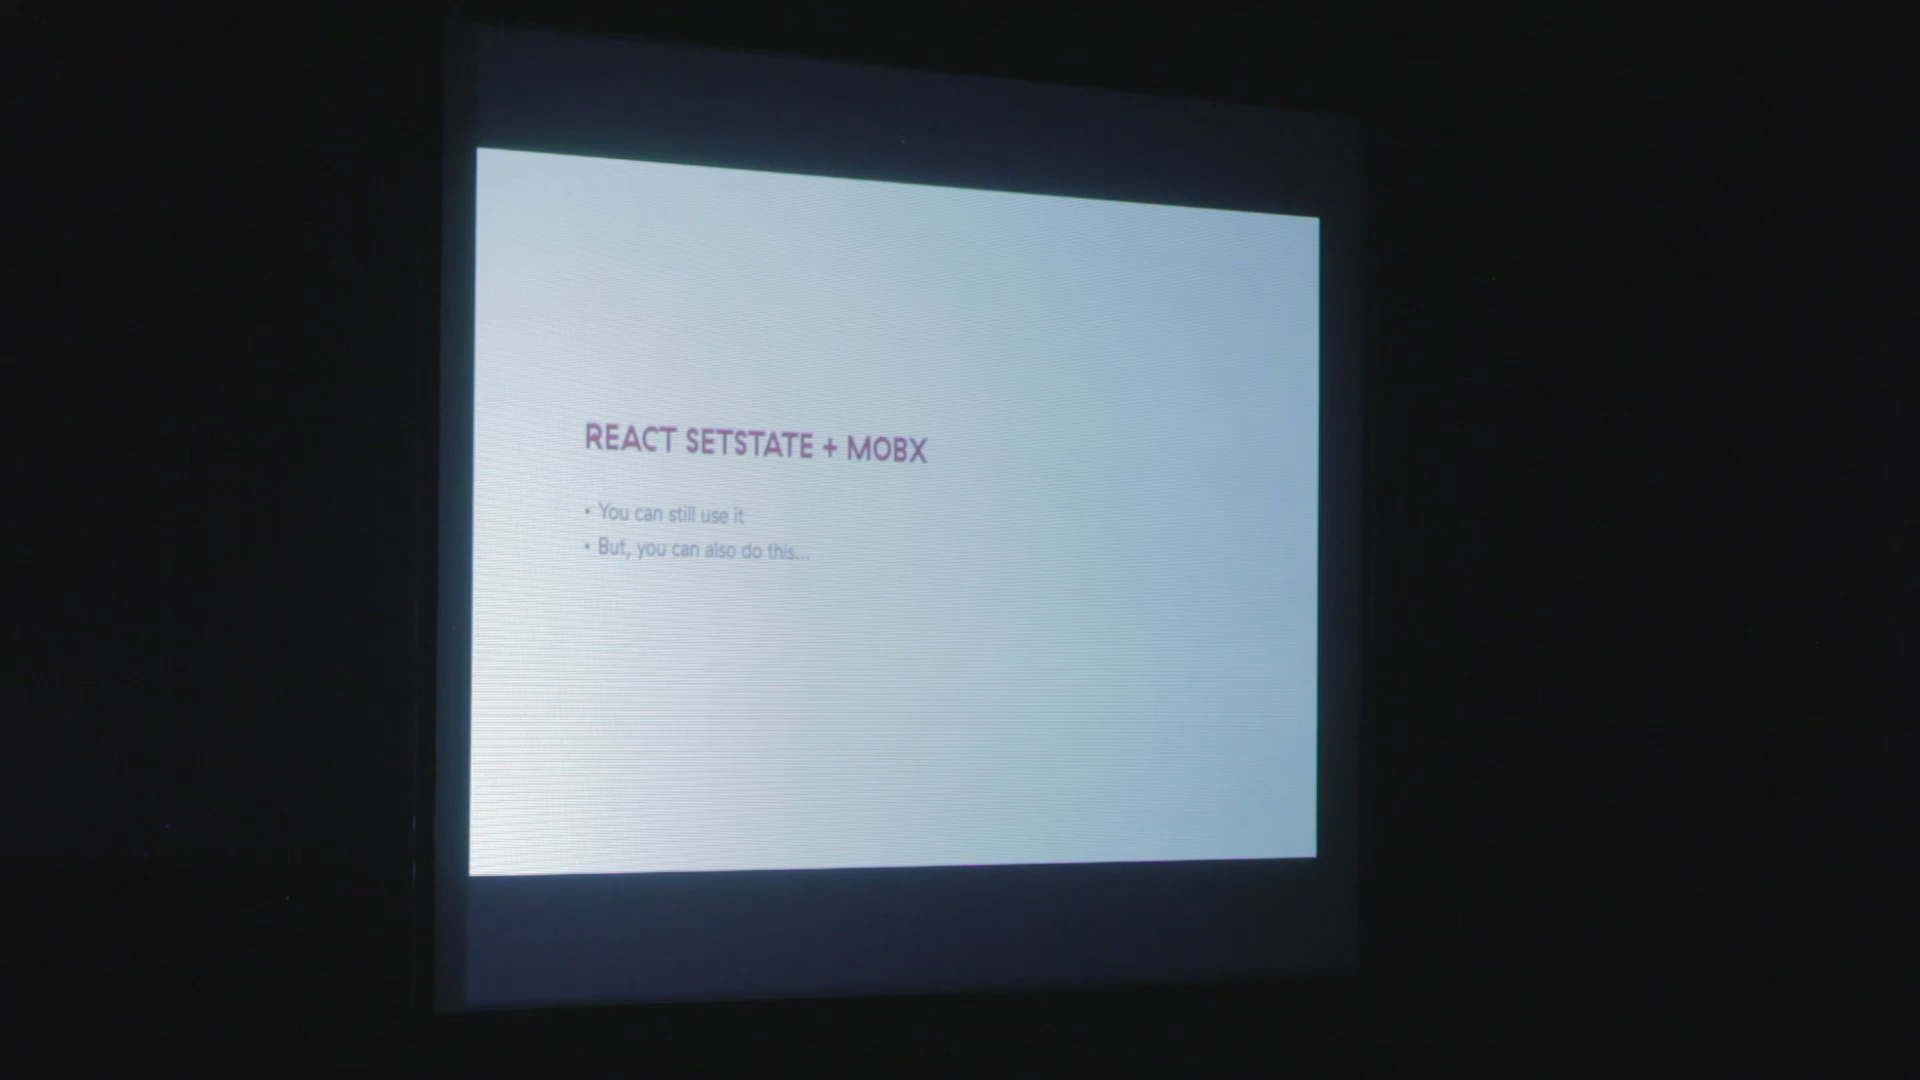 REACT SETSTATE + MOBX
• You can still use it
• But, you can also do this...